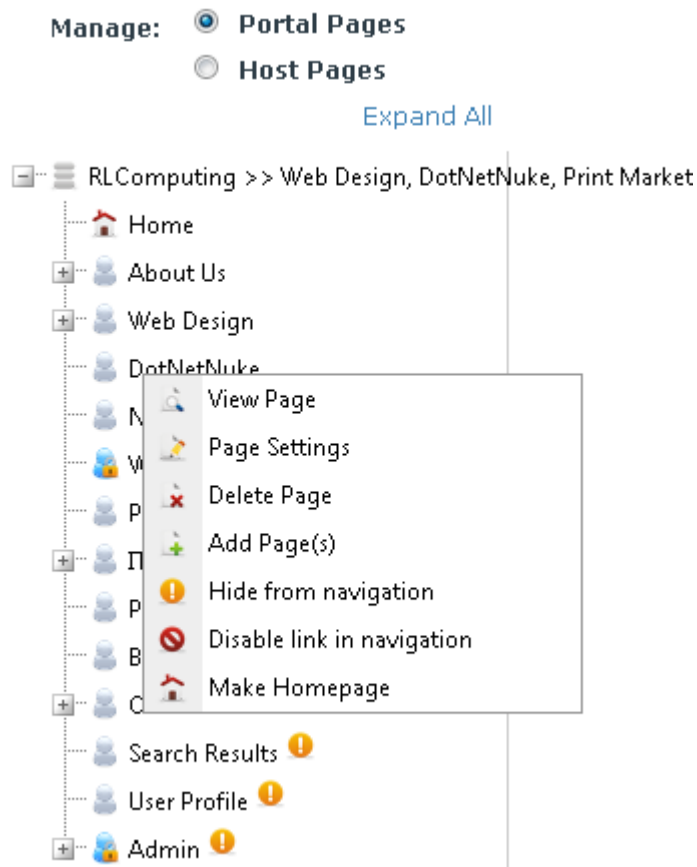 Manage: Portal Pages
Host Pages
Expand All
RLComputing >> Web Design, DotNetNuke, Print Market
Home
About Us
Web Design
DotNetNuke
View Page
Page Settings
Delete Page
Add Page(s)
Hide from navigation
Disable link in navigation
Make Homepage
Search Results
User Profile
Admin